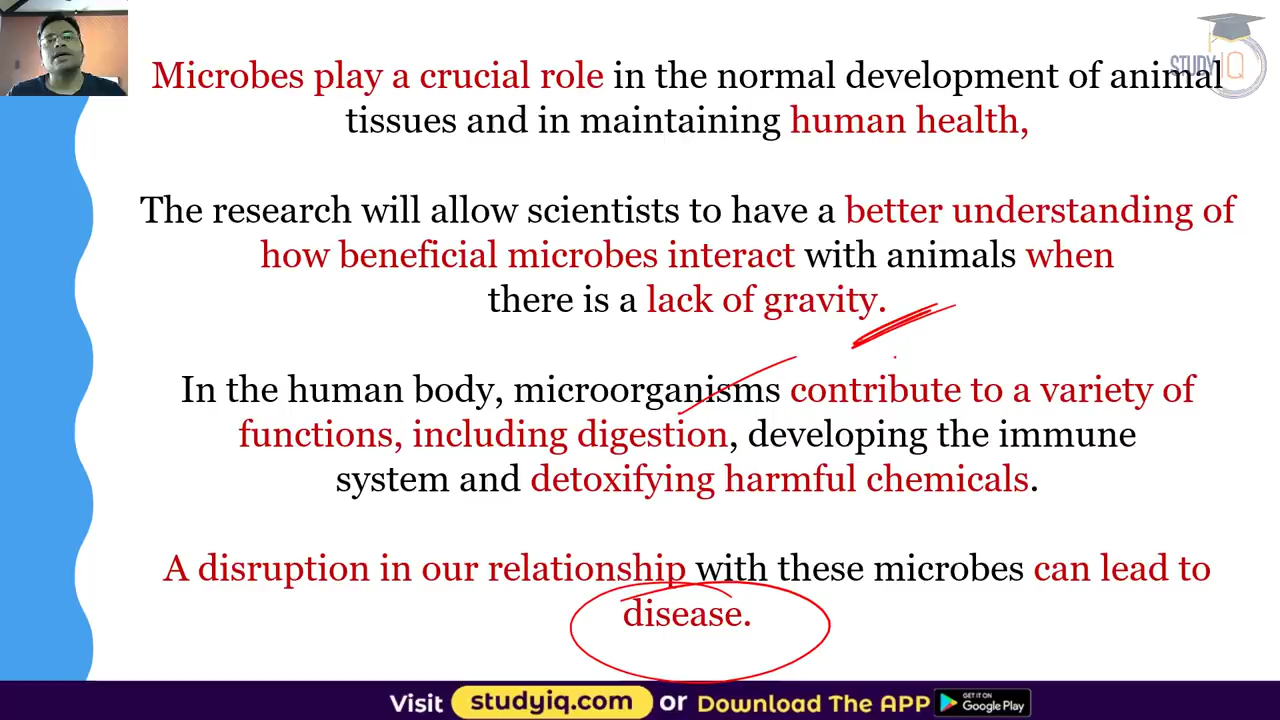 STUDY IQ
Microbes play a crucial role in the normal development of animal
tissues and in maintaining human health,
The research will allow scientists to have a better understanding of
how beneficial microbes interact with animals when
there is a lack of gravity.
In the human body, microorganisms contribute to a variety of
functions, including digestion, developing the immune
system and detoxifying harmful chemicals.
A disruption in our relationship with these microbes can lead to
disease.
Visit studyiq.com or Download The APP GET IT ON Google Play